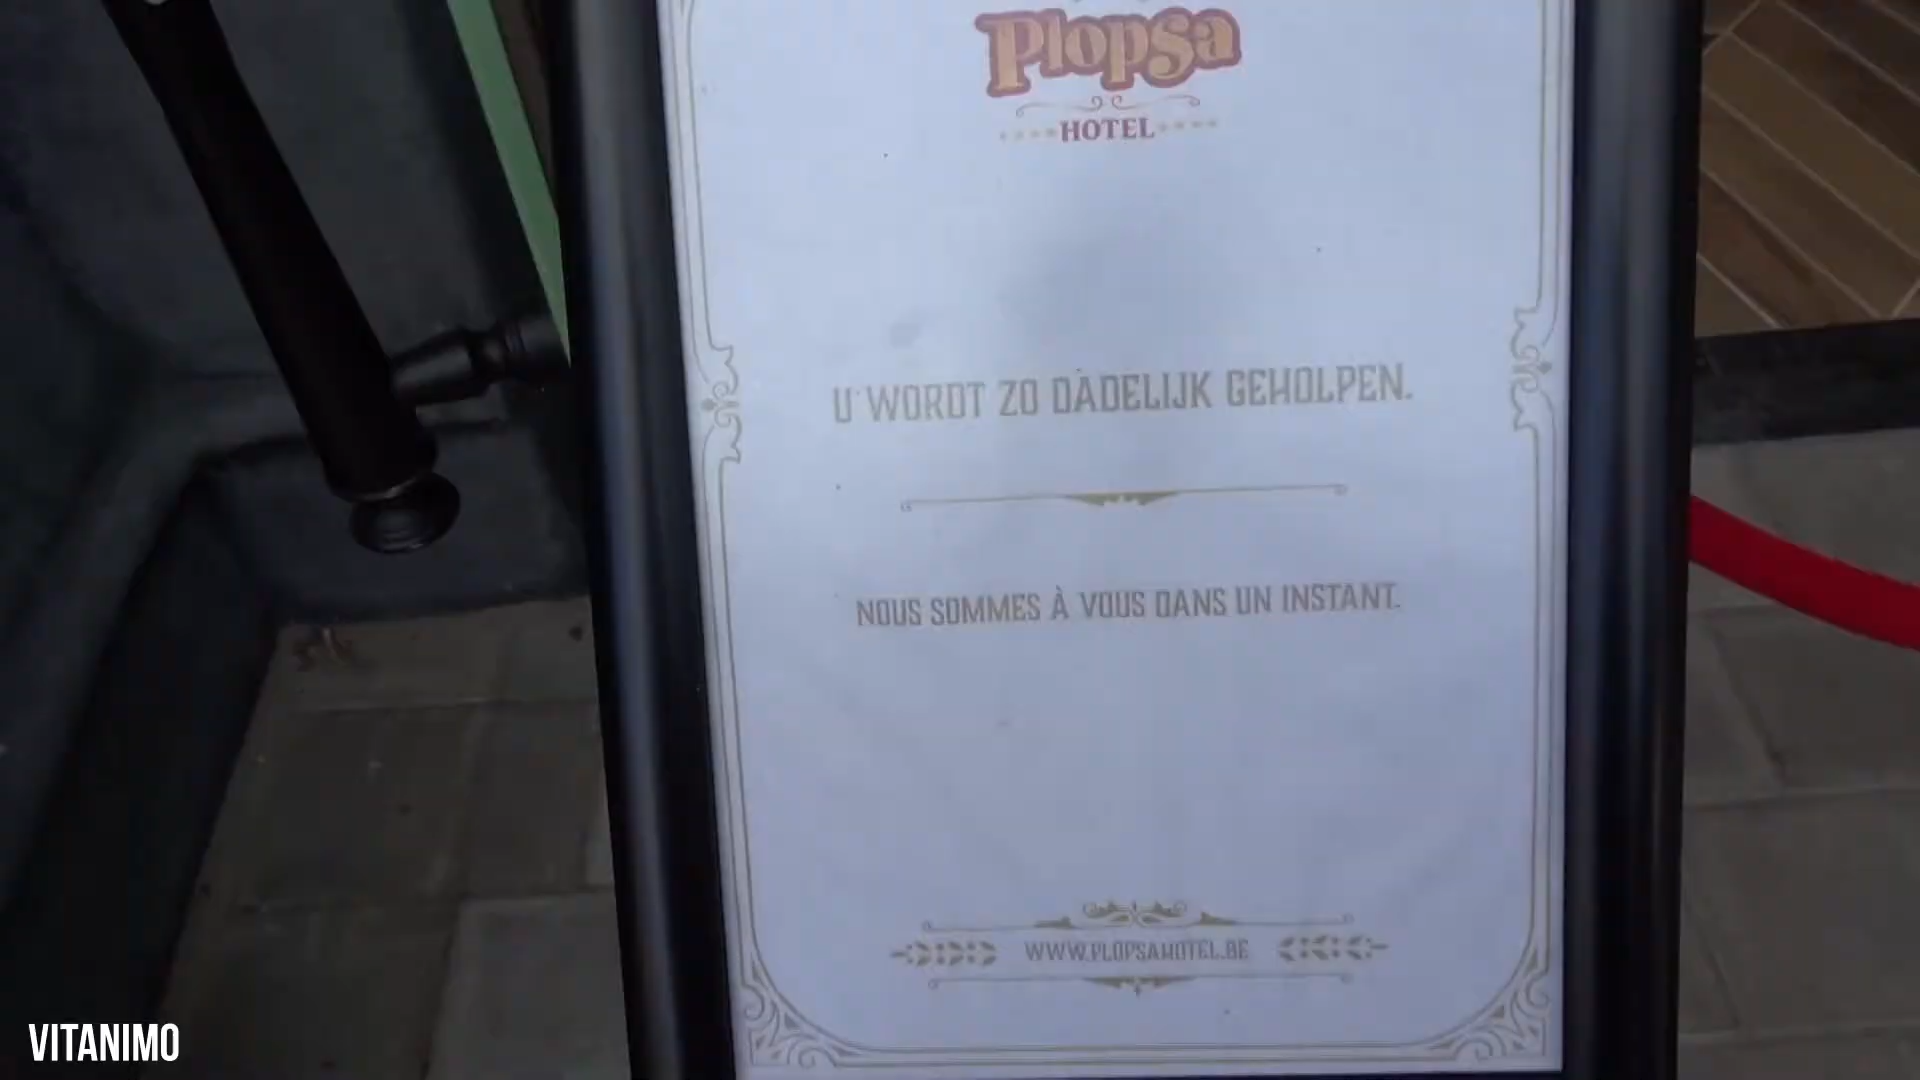 Plopsa
HOTEL
U WORDT ZO DADELIJK GEHOLPEN.
NOUS SOMMES À VOUS DANS UN INSTANT.
WWW.PLOPSAHOTEL.BE
VITANIMO